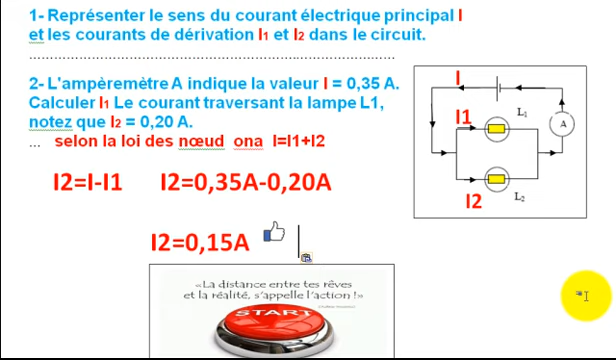 1- Représenter le sens du courant électrique principal I
et les courants de dérivation I1 et I2 dans le circuit.
2- L'ampèremètre A indique la valeur I = 0,35 A.
Calculer I1 Le courant traversant la lampe L1,
notez que I2 = 0,20 A.
... selon la loi des nœud ona I=I1+I2
I2=I-I1 I2=0,35A-0,20A
I2=0,15A
I
I1
L1
A
I2
L2
«La distance entre tes rêves
et la réalité, s'appelle l'action !»
START